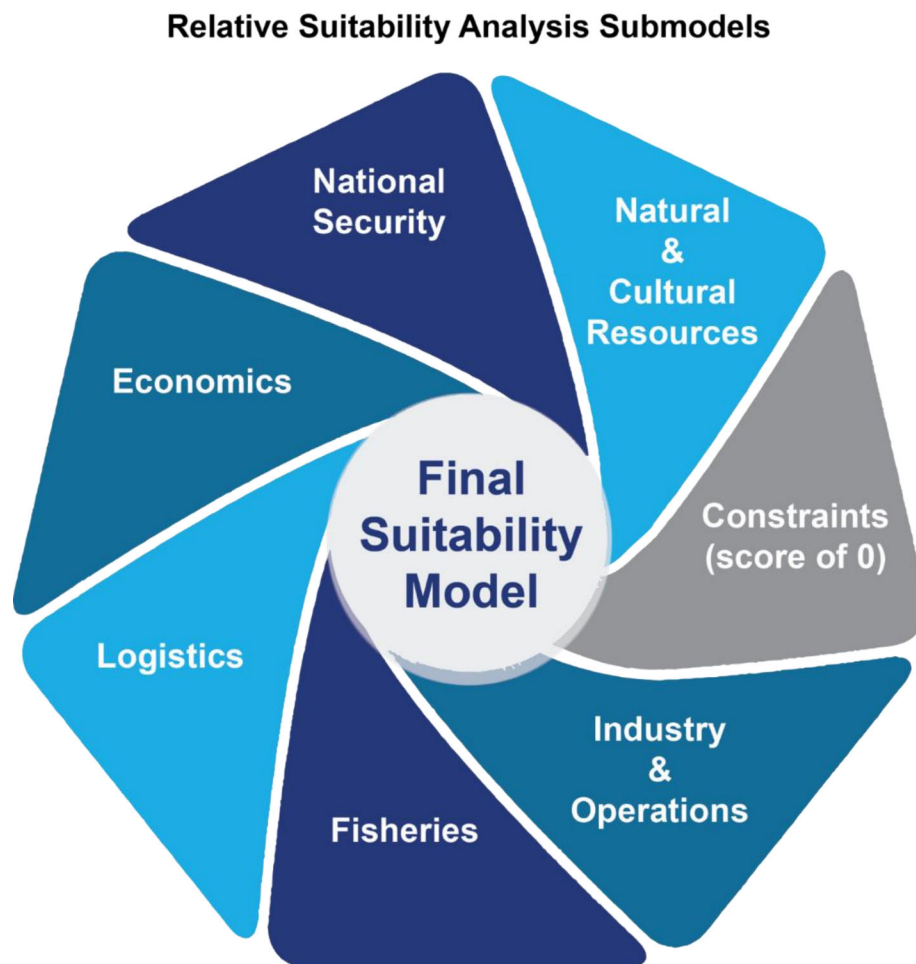 Relative Suitability Analysis Submodels
National
Security
Natural
&
Cultural
Resources
Economics
Final
Suitability
Model
Constraints
(score of 0)
Logistics
Industry
&
Operations
Fisheries